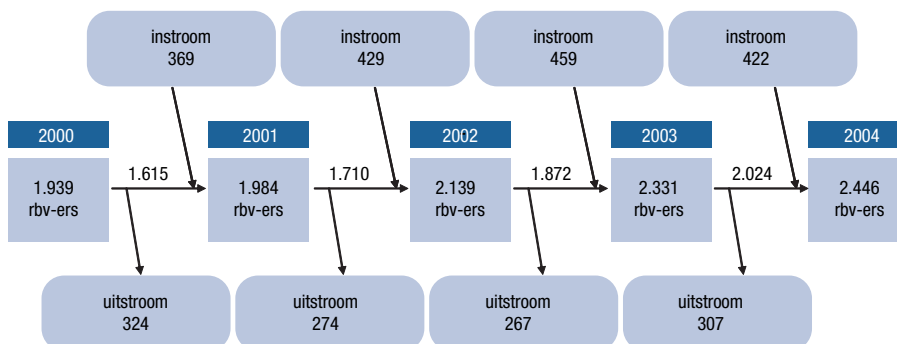 instroom
369
instroom
429
instroom
459
instroom
422
2000
2001
2002
2003
2004
1.939
rbv-ers
1.615
1.984
rbv-ers
1.710
2.139
rbv-ers
1.872
2.331
rbv-ers
2.024
2.446
rbv-ers
uitstroom
324
uitstroom
274
uitstroom
267
uitstroom
307